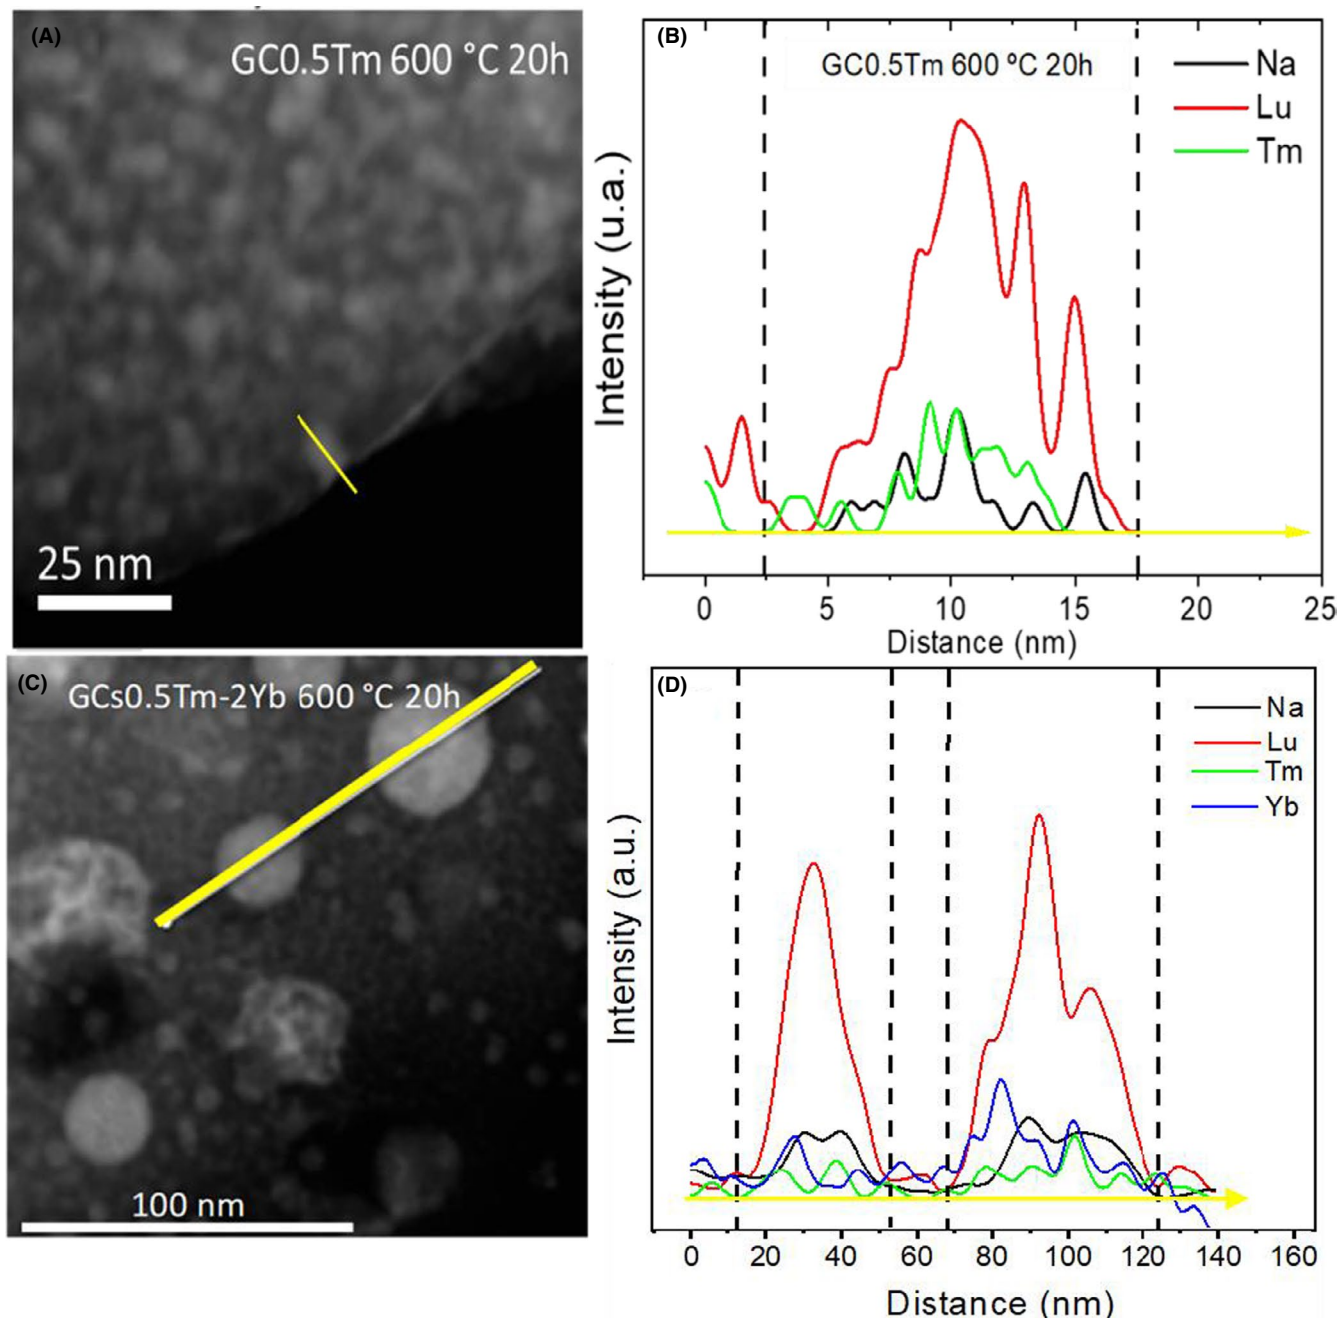 (A)
GC0.5Tm 600 °C 20h
25 nm
(B)
GC0.5Tm 600 ºC 20h
Na
Lu
Tm
Intensity (u.a.)
0 5 10 15 20 25
Distance (nm)
(C)
GCs0.5Tm-2Yb 600 °C 20h
100 nm
(D)
Na
Lu
Tm
Yb
Intensity (a.u.)
0 20 40 60 80 100 120 140 160
Distance (nm)